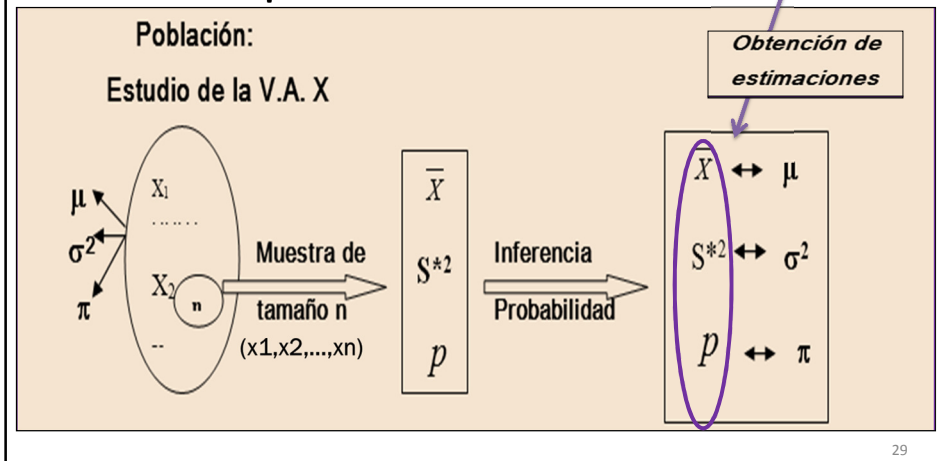 Población:
Estudio de la V.A. X
Obtención de
estimaciones
μ
σ²
π
X₁
.......
X₂
n
--
Muestra de
tamaño n
(x1,x2,...,xn)
X̅
S*²
p
Inferencia
Probabilidad
X̅ ↔ μ
S*² ↔ σ²
p ↔ π
29